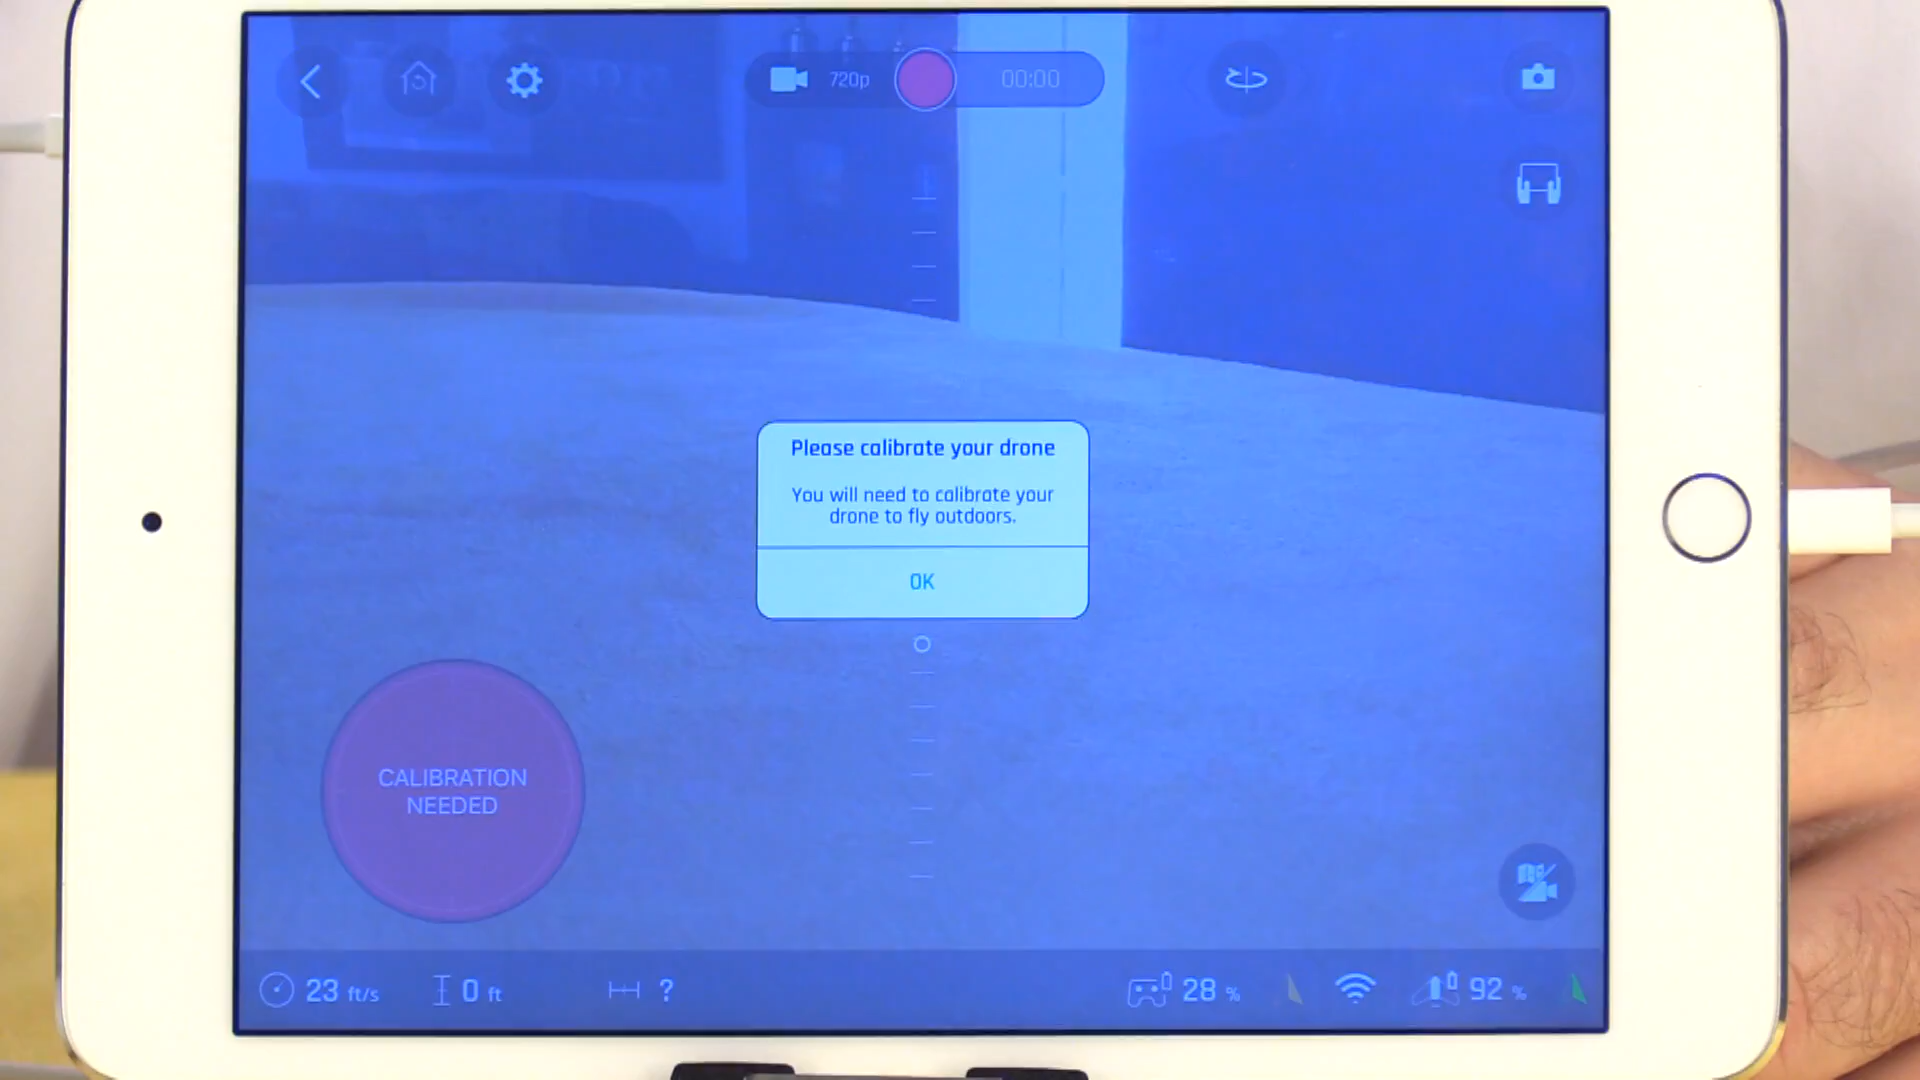 720p
00:00
Please calibrate your drone
You will need to calibrate your
drone to fly outdoors.
OK
CALIBRATION
NEEDED
23 ft/s
0 ft
?
28 %
92 %